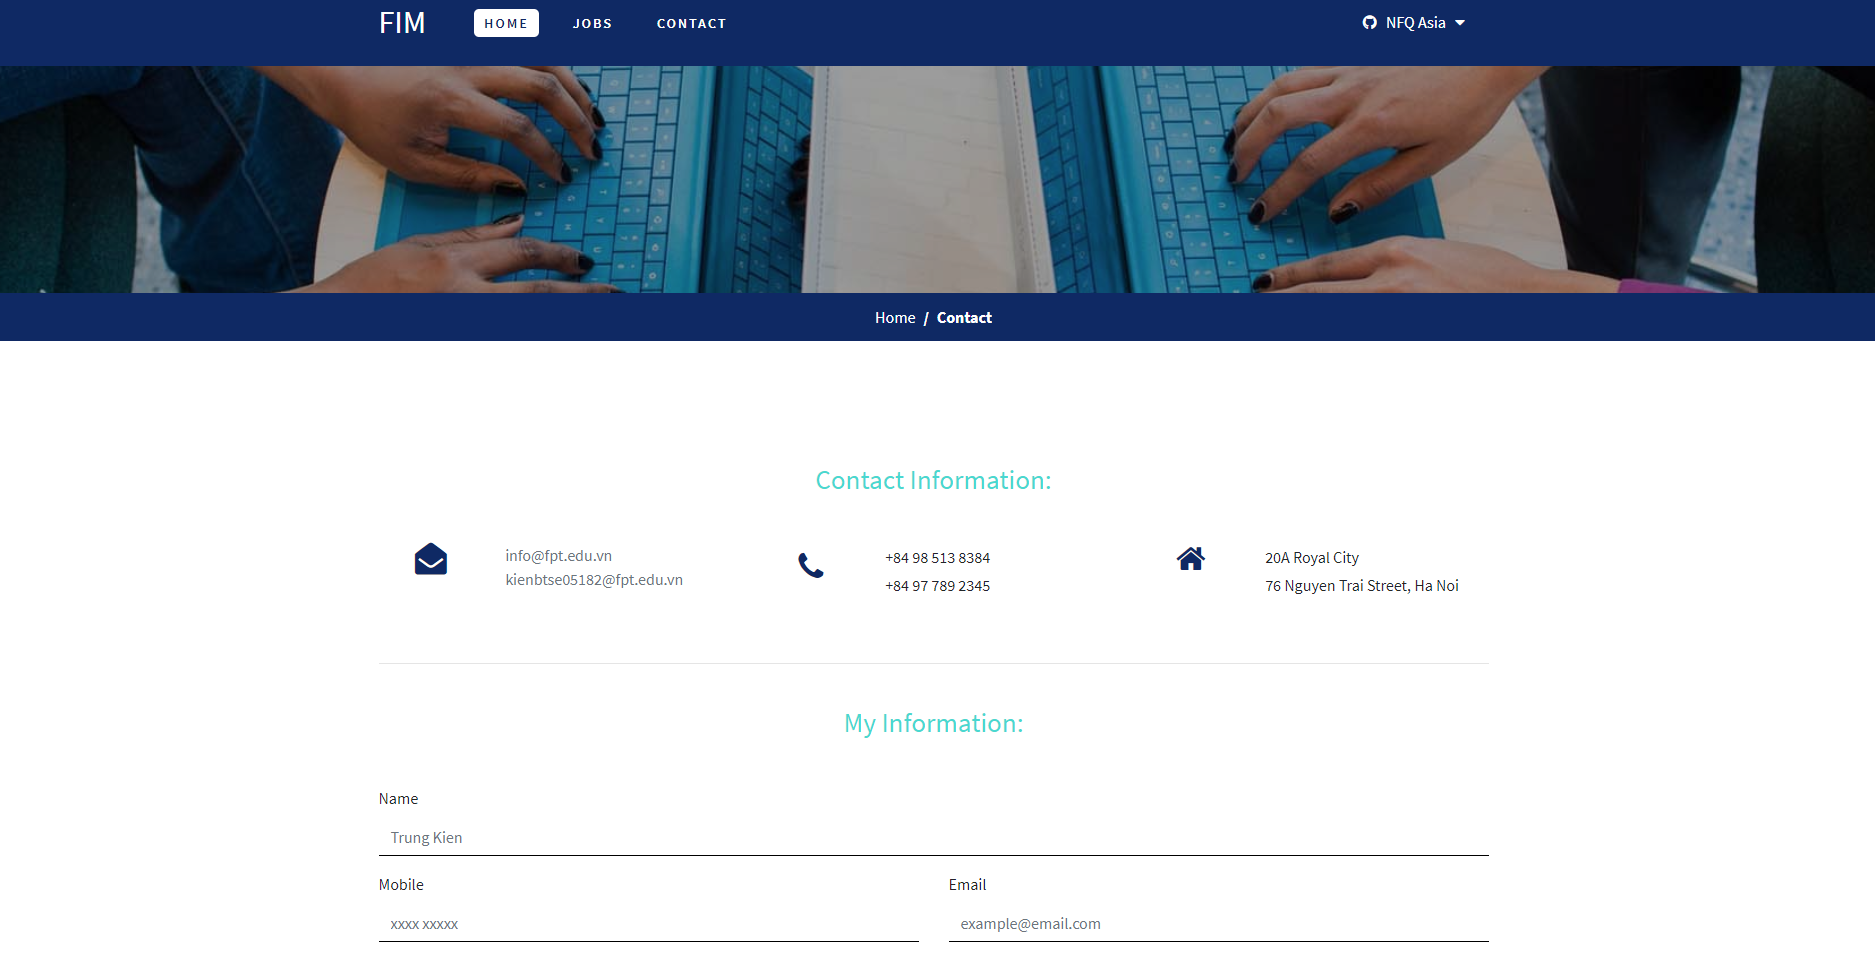 FIM
HOME
JOBS
CONTACT
NFQ Asia
Home / Contact
Contact Information:
info@fpt.edu.vn
kienbtse05182@fpt.edu.vn
+84 98 513 8384
+84 97 789 2345
20A Royal City
76 Nguyen Trai Street, Ha Noi
My Information:
Name
Trung Kien
Mobile
xxxx xxxxx
Email
example@email.com